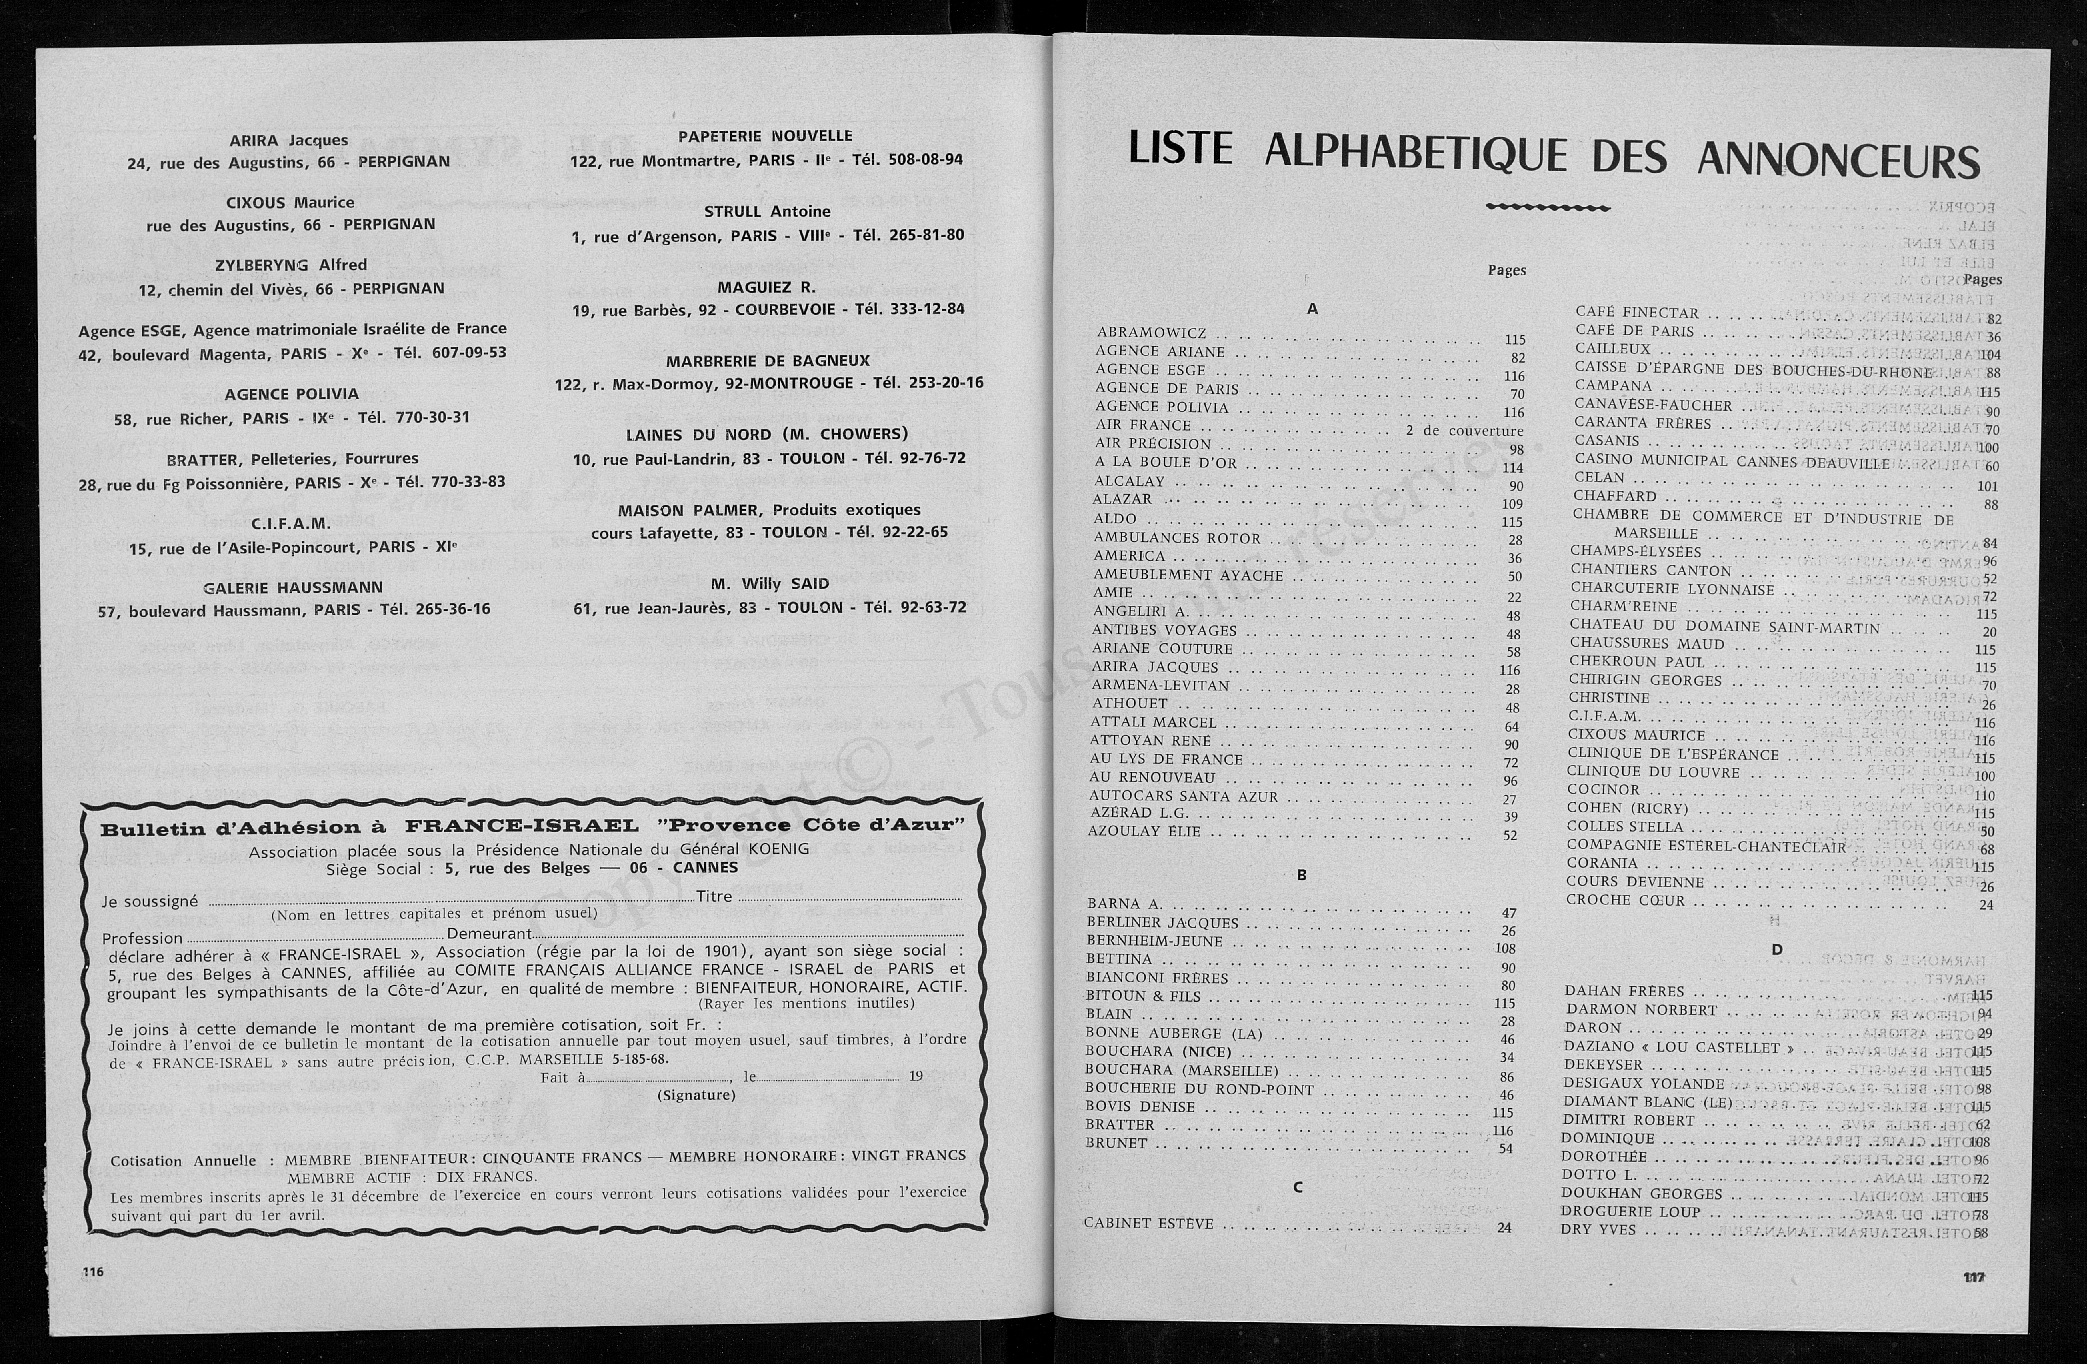 ARIRA Jacques
24, rue des Augustins, 66 - PERPIGNAN
CIXOUS Maurice
rue des Augustins, 66 - PERPIGNAN
ZYLBERYNG Alfred
12, chemin del Vivès, 66 - PERPIGNAN
Agence ESGE, Agence matrimoniale Israélite de France
42, boulevard Magenta, PARIS - Xe - Tél. 607-09-53
AGENCE POLIVIA
58, rue Richer, PARIS - IXe - Tél. 770-30-31
BRATTER, Pelleteries, Fourrures
28, rue du Fg Poissonnière, PARIS - Xe - Tél. 770-33-83
C.I.F.A.M.
15, rue de l'Asile-Popincourt, PARIS - XIe
GALERIE HAUSSMANN
57, boulevard Haussmann, PARIS - Tél. 265-36-16
PAPETERIE NOUVELLE
122, rue Montmartre, PARIS - IIe - Tél. 508-08-94
STRULL Antoine
1, rue d'Argenson, PARIS - VIIIe - Tél. 265-81-80
MAGUIEZ R.
19, rue Barbès, 92 - COURBEVOIE - Tél. 333-12-84
MARBRERIE DE BAGNEUX
122, r. Max-Dormoy, 92-MONTROUGE - Tél. 253-20-16
LAINES DU NORD (M. CHOWERS)
10, rue Paul-Landrin, 83 - TOULON - Tél. 92-76-72
MAISON PALMER, Produits exotiques
cours Lafayette, 83 - TOULON - Tél. 92-22-65
M. Willy SAID
61, rue Jean-Jaurès, 83 - TOULON - Tél. 92-63-72
Bulletin d'Adhésion à FRANCE-ISRAEL "Provence Côte d'Azur"
Association placée sous la Présidence Nationale du Général KOENIG
Siège Social : 5, rue des Belges — 06 - CANNES
Je soussigné ........ Titre ........
(Nom en lettres capitales et prénom usuel)
Profession ........ Demeurant ........
déclare adhérer à « FRANCE-ISRAEL », Association (régie par la loi de 1901), ayant son siège social :
5, rue des Belges à CANNES, affiliée au COMITE FRANÇAIS ALLIANCE FRANCE - ISRAEL de PARIS et
groupant les sympathisants de la Côte-d'Azur, en qualité de membre : BIENFAITEUR, HONORAIRE, ACTIF.
(Rayer les mentions inutiles)
Je joins à cette demande le montant de ma première cotisation, soit Fr. :
Joindre à l'envoi de ce bulletin le montant de la cotisation annuelle par tout moyen usuel, sauf timbres, à l'ordre
de « FRANCE-ISRAEL » sans autre précision, C.C.P. MARSEILLE 5-185-68.
Fait à ........, le ........ 19
(Signature)
Cotisation Annuelle : MEMBRE BIENFAITEUR : CINQUANTE FRANCS — MEMBRE HONORAIRE : VINGT FRANCS
MEMBRE ACTIF : DIX FRANCS.
Les membres inscrits après le 31 décembre de l'exercice en cours verront leurs cotisations validées pour l'exercice
suivant qui part du 1er avril.
116
LISTE ALPHABETIQUE DES ANNONCEURS
Pages
A
ABRAMOWICZ .. .. 115
AGENCE ARIANE .. .. 82
AGENCE ESGE .. .. 116
AGENCE DE PARIS .. .. 70
AGENCE POLIVIA .. .. 116
AIR FRANCE .. .. 2 de couverture
AIR PRÉCISION .. .. 98
A LA BOULE D'OR .. .. 114
ALCALAY .. .. 90
ALAZAR .. .. 109
ALDO .. .. 115
AMBULANCES ROTOR .. .. 28
AMERICA .. .. 36
AMEUBLEMENT AYACHE .. .. 50
AMIE .. .. 22
ANGELIRI A. .. .. 48
ANTIBES VOYAGES .. .. 48
ARIANE COUTURE .. .. 58
ARIRA JACQUES .. .. 116
ARMENA-LEVITAN .. .. 28
ATHOUET .. .. 48
ATTALI MARCEL .. .. 64
ATTOYAN RENÉ .. .. 90
AU LYS DE FRANCE .. .. 72
AU RENOUVEAU .. .. 96
AUTOCARS SANTA AZUR .. .. 27
AZÉRAD L.G. .. .. 39
AZOULAY ÉLIE .. .. 52
B
BARNA A. .. .. 47
BERLINER JACQUES .. .. 26
BERNHEIM-JEUNE .. .. 108
BETTINA .. .. 90
BIANCONI FRÈRES .. .. 80
BITOUN & FILS .. .. 115
BLAIN .. .. 28
BONNE AUBERGE (LA) .. .. 46
BOUCHARA (NICE) .. .. 34
BOUCHARA (MARSEILLE) .. .. 86
BOUCHERIE DU ROND-POINT .. .. 46
BOVIS DENISE .. .. 115
BRATTER .. .. 116
BRUNET .. .. 54
C
CABINET ESTÈVE .. .. 24
Pages
CAFÉ FINECTAR .. .. 82
CAFÉ DE PARIS .. .. 36
CAILLEUX .. .. 104
CAISSE D'ÉPARGNE DES BOUCHES-DU-RHÔNE .. 88
CAMPANA .. .. 115
CANAVÈSE-FAUCHER .. .. 90
CARANTA FRÈRES .. .. 70
CASANIS .. .. 100
CASINO MUNICIPAL CANNES DEAUVILLE .. .. 60
CELAN .. .. 101
CHAFFARD .. .. 88
CHAMBRE DE COMMERCE ET D'INDUSTRIE DE
MARSEILLE .. .. 84
CHAMPS-ÉLYSÉES .. .. 96
CHANTIERS CANTON .. .. 52
CHARCUTERIE LYONNAISE .. .. 72
CHARM'REINE .. .. 115
CHATEAU DU DOMAINE SAINT-MARTIN .. .. 20
CHAUSSURES MAUD .. .. 115
CHEKROUN PAUL .. .. 115
CHIRIGIN GEORGES .. .. 70
CHRISTINE .. .. 26
C.I.F.A.M. .. .. 116
CIXOUS MAURICE .. .. 116
CLINIQUE DE L'ESPÉRANCE .. .. 115
CLINIQUE DU LOUVRE .. .. 100
COCINOR .. .. 110
COHEN (RICRY) .. .. 115
COLLES STELLA .. .. 50
COMPAGNIE ESTÉREL-CHANTECLAIR .. .. 68
CORANIA .. .. 115
COURS DEVIENNE .. .. 26
CROCHE CŒUR .. .. 24
D
DAHAN FRÈRES .. .. 115
DARMON NORBERT .. .. 94
DARON .. .. 29
DAZIANO « LOU CASTELLET » .. .. 115
DEKEYSER .. .. 115
DESIGAUX YOLANDE .. .. 98
DIAMANT BLANC (LE) .. .. 115
DIMITRI ROBERT .. .. 62
DOMINIQUE .. .. 108
DOROTHÉE .. .. 96
DOTTO L. .. .. 72
DOUKHAN GEORGES .. .. 115
DROGUERIE LOUP .. .. 78
DRY YVES .. .. 58
117
Copyright © - Tous droits réservés.